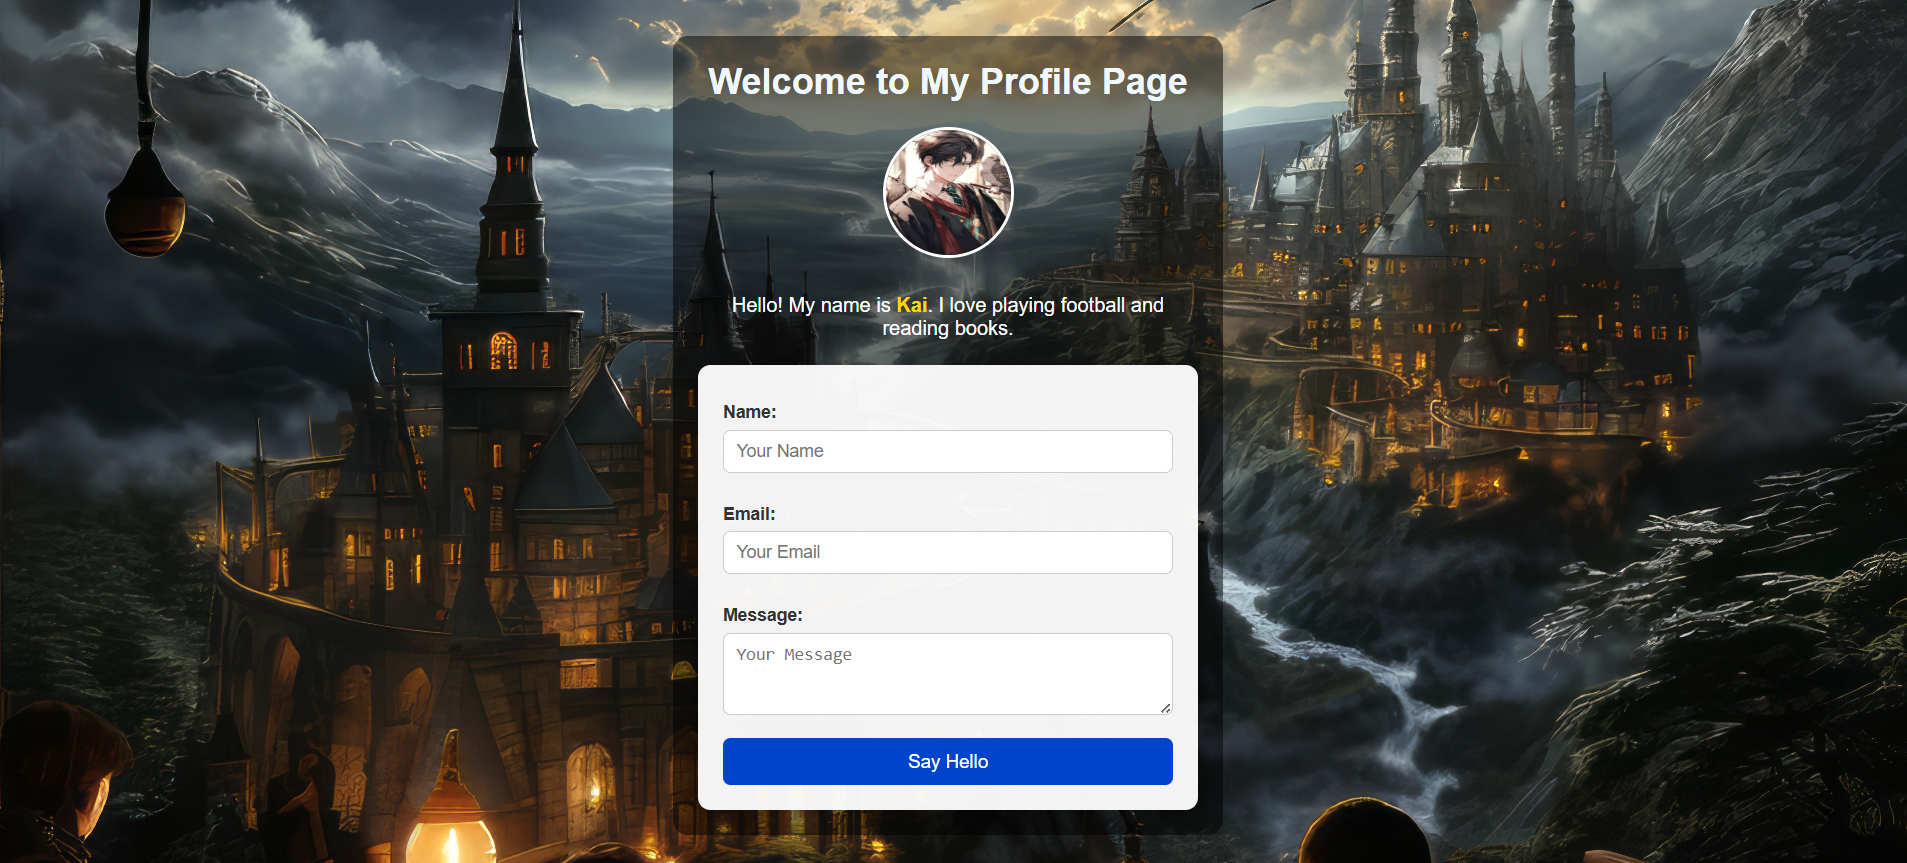 Welcome to My Profile Page
Hello! My name is Kai. I love playing football and
reading books.
Name:
Your Name
Email:
Your Email
Message:
Your Message
Say Hello